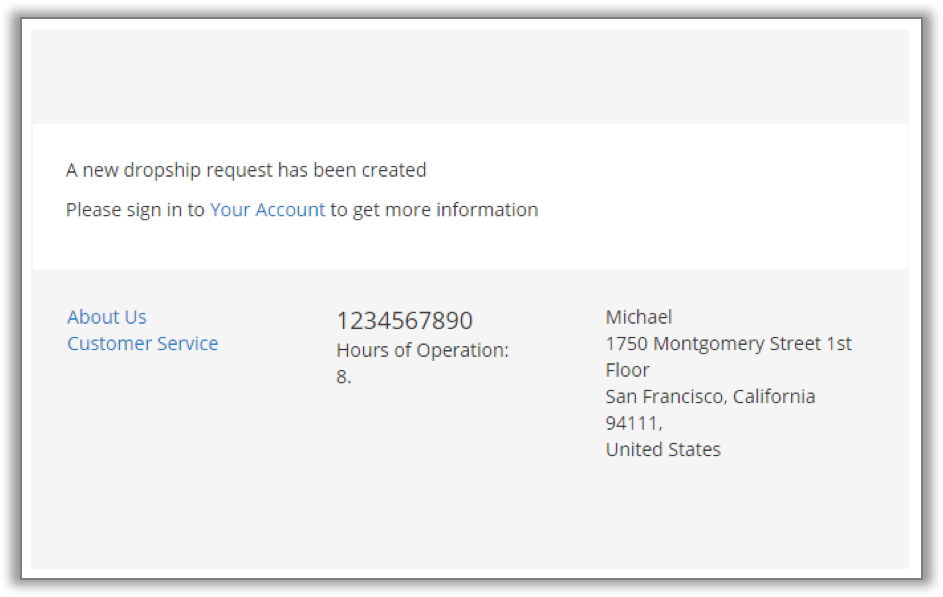 A new dropship request has been created
Please sign in to Your Account to get more information
About Us
Customer Service
1234567890
Hours of Operation:
8.
Michael
1750 Montgomery Street 1st
Floor
San Francisco, California
94111,
United States